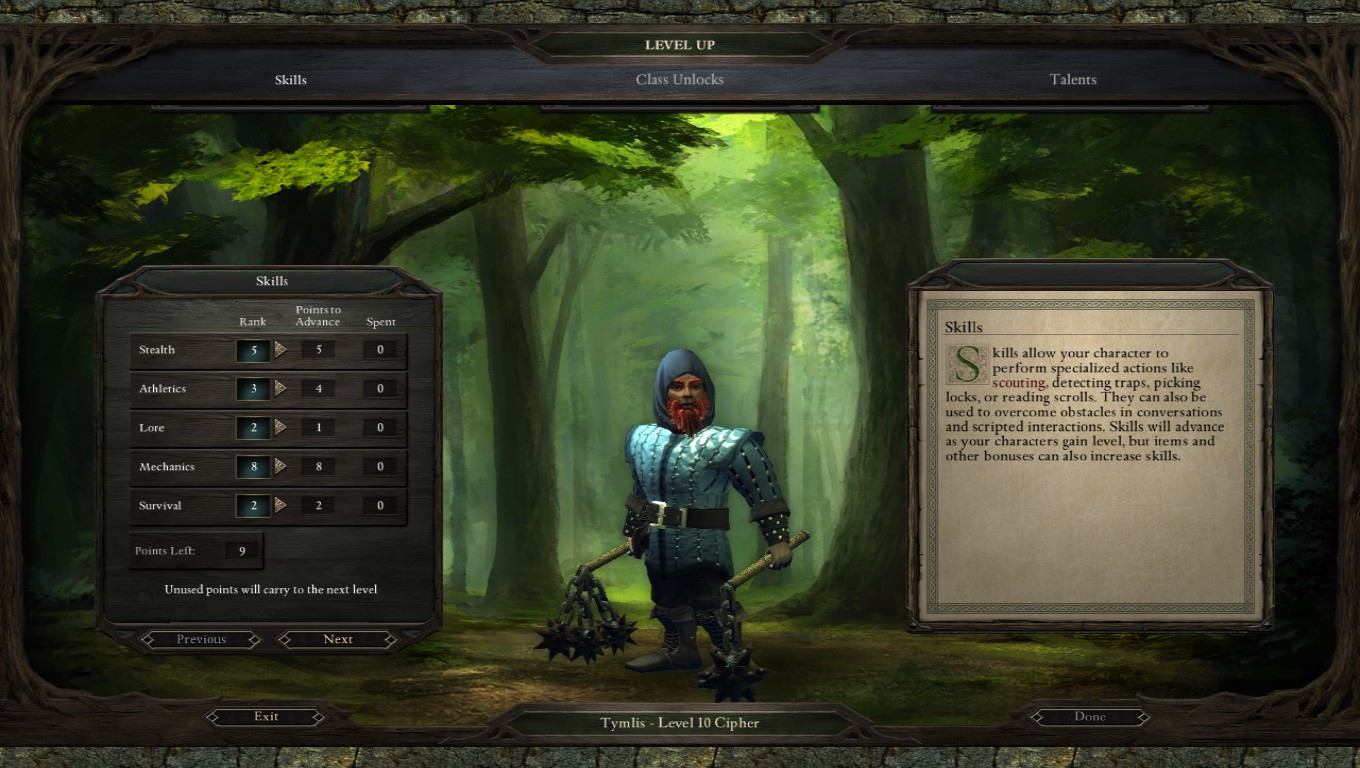 LEVEL UP
Skills
Class Unlocks
Talents
Skills
Rank
Points to
Advance
Spent
Stealth 5 5 0
Athletics 3 4 0
Lore 2 1 0
Mechanics 8 8 0
Survival 2 2 0
Points Left: 9
Unused points will carry to the next level
Previous
Next
Skills
Skills allow your character to
perform specialized actions like
scouting, detecting traps, picking
locks, or reading scrolls. They can also be
used to overcome obstacles in conversations
and scripted interactions. Skills will advance
as your characters gain level, but items and
other bonuses can also increase skills.
Exit
Tymlis - Level 10 Cipher
Done